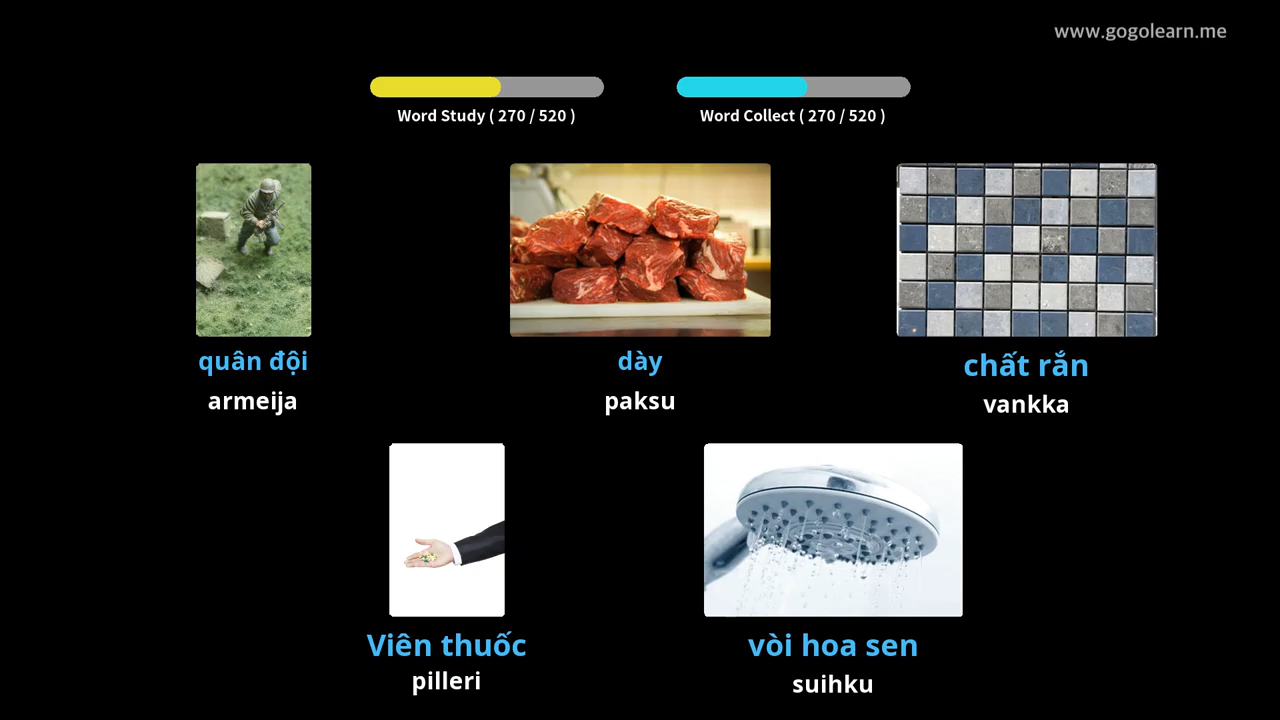 www.gogolearn.me
Word Study ( 270 / 520 )
Word Collect ( 270 / 520 )
quân đội
armeija
dày
paksu
chất rắn
vankka
Viên thuốc
pilleri
vòi hoa sen
suihku